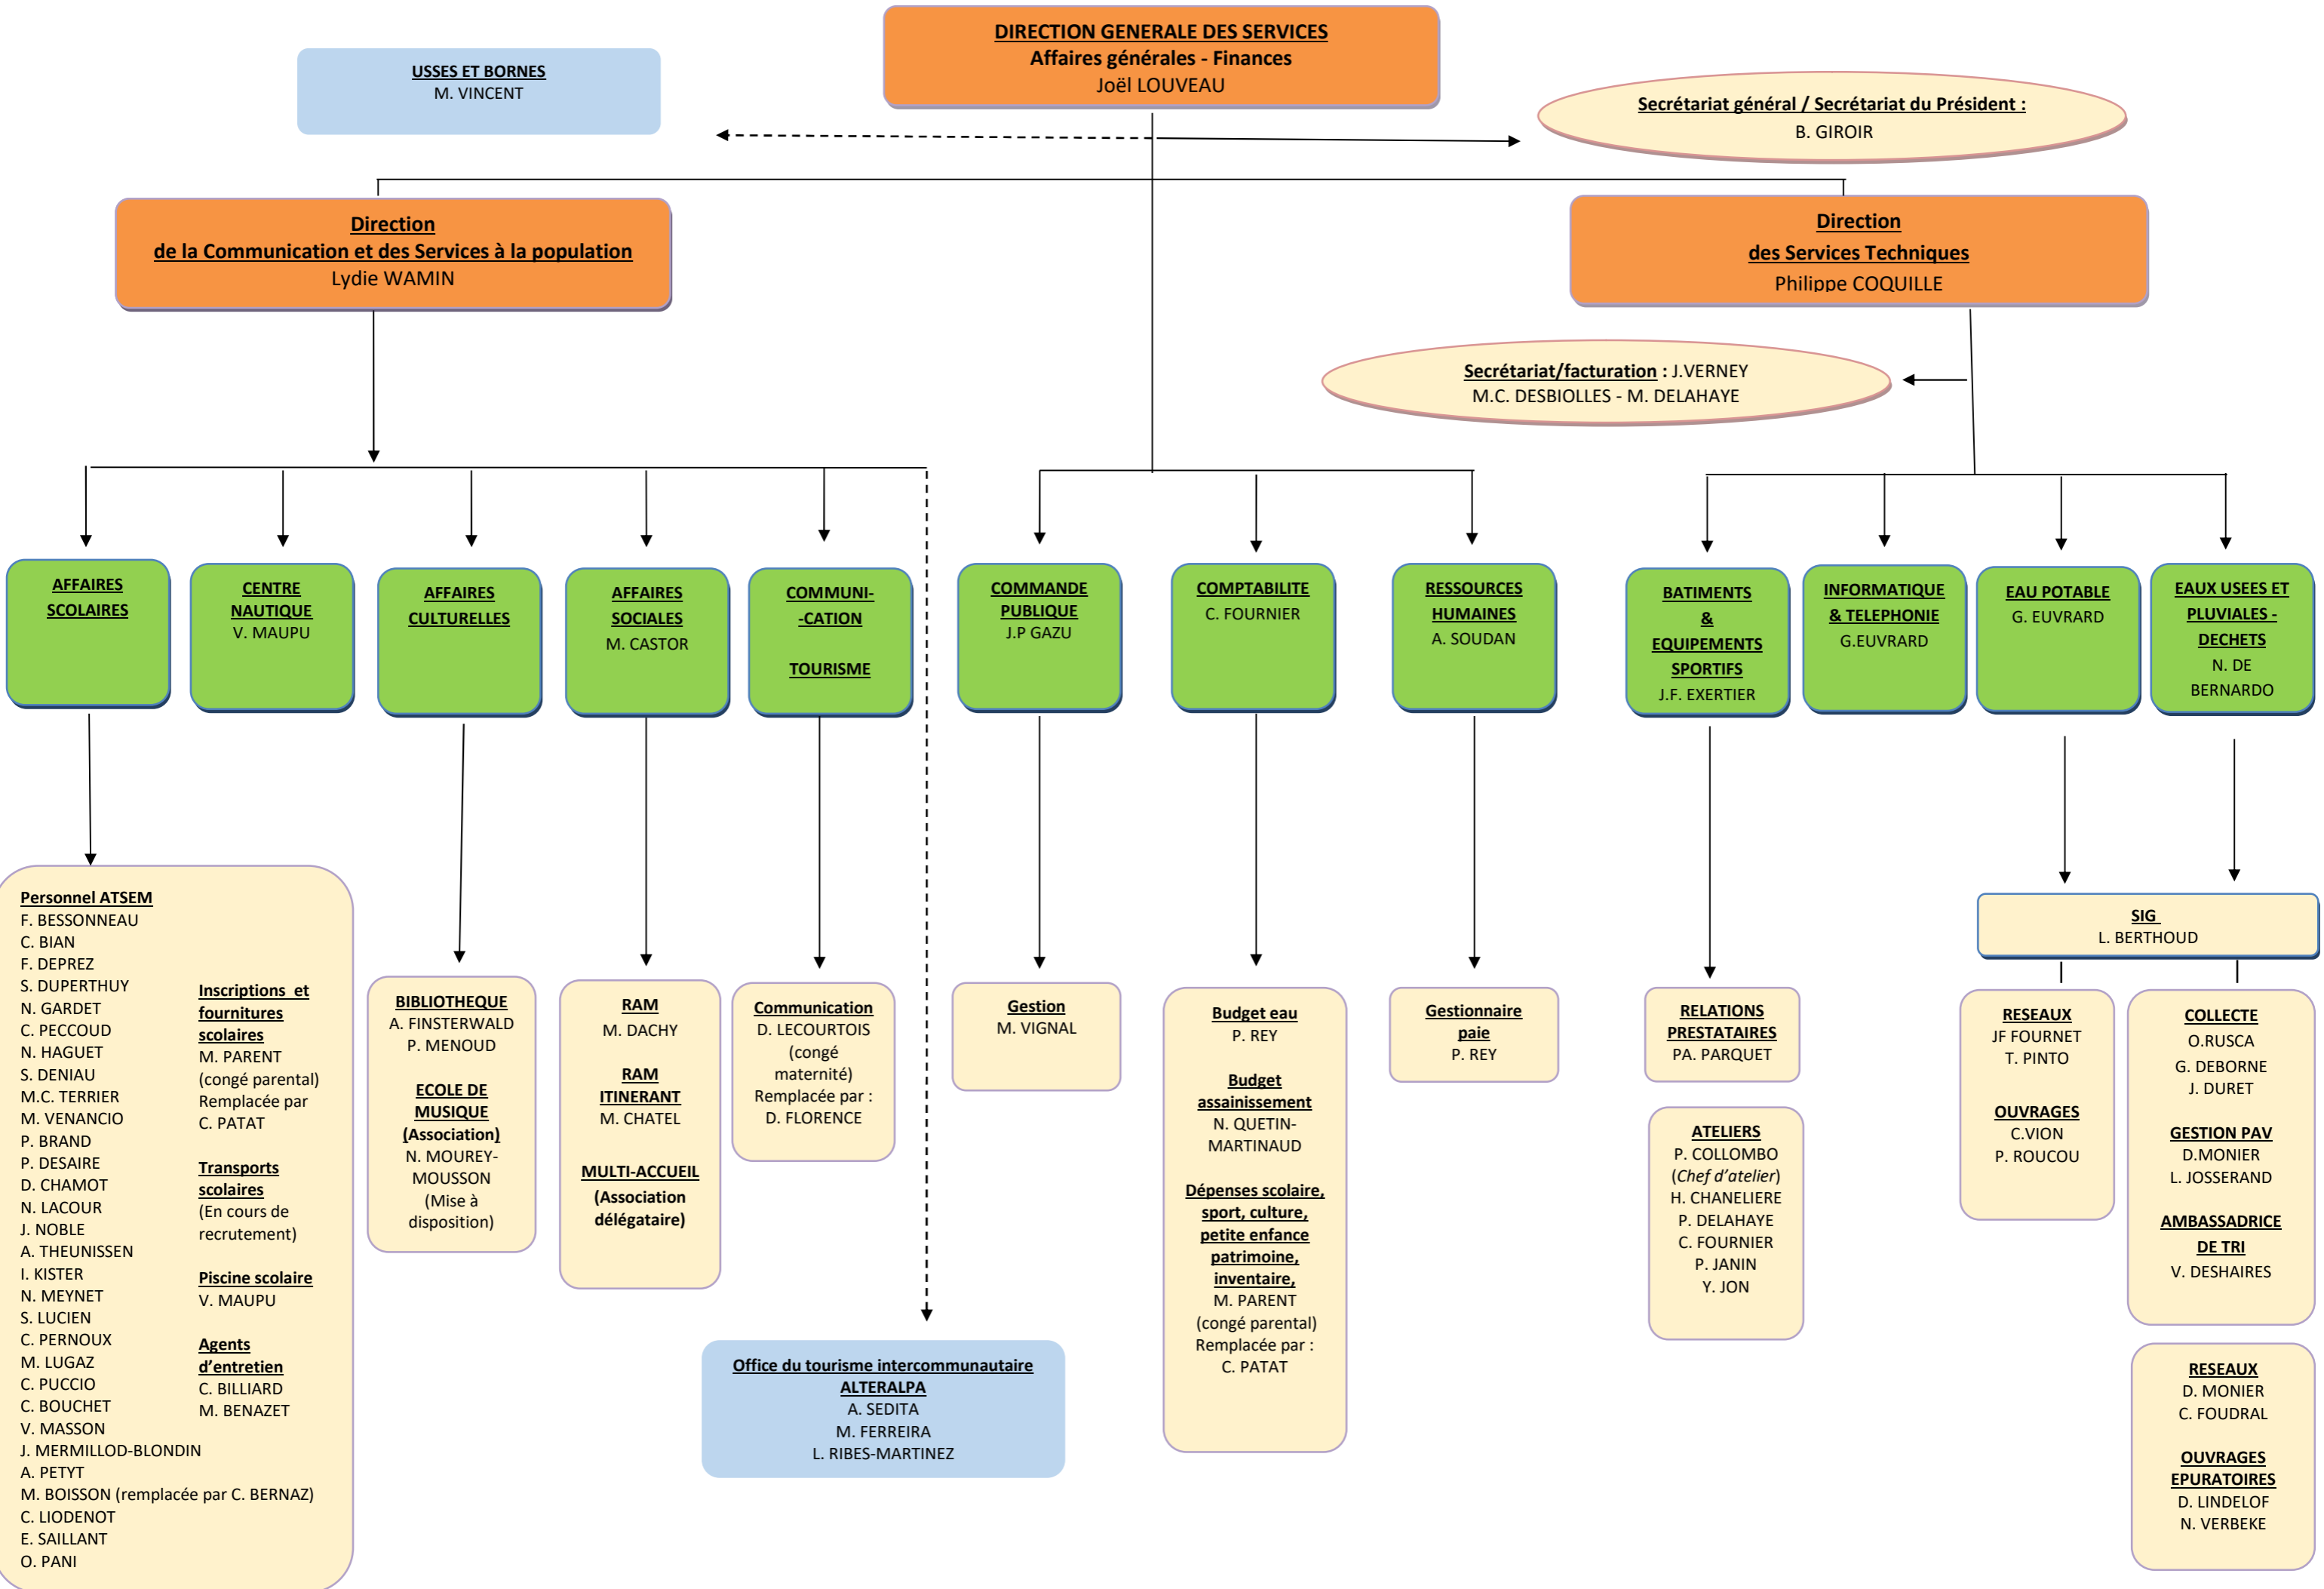 DIRECTION GENERALE DES SERVICES
Affaires générales - Finances
Joël LOUVEAU
USSES ET BORNES
M. VINCENT
Secrétariat général / Secrétariat du Président :
B. GIROIR
Direction
de la Communication et des Services à la population
Lydie WAMIN
Direction
des Services Techniques
Philippe COQUILLE
Secrétariat/facturation : J.VERNEY
M.C. DESBIOLLES - M. DELAHAYE
AFFAIRES
SCOLAIRES
CENTRE
NAUTIQUE
V. MAUPU
AFFAIRES
CULTURELLES
AFFAIRES
SOCIALES
M. CASTOR
COMMUNI-
-CATION
TOURISME
COMMANDE
PUBLIQUE
J.P GAZU
COMPTABILITE
C. FOURNIER
RESSOURCES
HUMAINES
A. SOUDAN
BATIMENTS
&
EQUIPEMENTS
SPORTIFS
J.F. EXERTIER
INFORMATIQUE
& TELEPHONIE
G.EUVRARD
EAU POTABLE
G. EUVRARD
EAUX USEES ET
PLUVIALES -
DECHETS
N. DE
BERNARDO
Personnel ATSEM
F. BESSONNEAU
C. BIAN
F. DEPREZ
S. DUPERTHUY
N. GARDET
C. PECCOUD
N. HAGUET
S. DENIAU
M.C. TERRIER
M. VENANCIO
P. BRAND
P. DESAIRE
D. CHAMOT
N. LACOUR
J. NOBLE
A. THEUNISSEN
I. KISTER
N. MEYNET
S. LUCIEN
C. PERNOUX
M. LUGAZ
C. PUCCIO
C. BOUCHET
V. MASSON
J. MERMILLOD-BLONDIN
A. PETYT
M. BOISSON (remplacée par C. BERNAZ)
C. LIODENOT
E. SAILLANT
O. PANI
Inscriptions et
fournitures
scolaires
M. PARENT
(congé parental)
Remplacée par
C. PATAT
Transports
scolaires
(En cours de
recrutement)
Piscine scolaire
V. MAUPU
Agents
d’entretien
C. BILLIARD
M. BENAZET
BIBLIOTHEQUE
A. FINSTERWALD
P. MENOUD
ECOLE DE
MUSIQUE
(Association)
N. MOUREY-
MOUSSON
(Mise à
disposition)
RAM
M. DACHY
RAM
ITINERANT
M. CHATEL
MULTI-ACCUEIL
(Association
délégataire)
Communication
D. LECOURTOIS
(congé
maternité)
Remplacée par :
D. FLORENCE
Office du tourisme intercommunautaire
ALTERALPA
A. SEDITA
M. FERREIRA
L. RIBES-MARTINEZ
Gestion
M. VIGNAL
Budget eau
P. REY
Budget
assainissement
N. QUETIN-
MARTINAUD
Dépenses scolaire,
sport, culture,
petite enfance
patrimoine,
inventaire,
M. PARENT
(congé parental)
Remplacée par :
C. PATAT
Gestionnaire
paie
P. REY
RELATIONS
PRESTATAIRES
PA. PARQUET
ATELIERS
P. COLLOMBO
(Chef d’atelier)
H. CHANELIERE
P. DELAHAYE
C. FOURNIER
P. JANIN
Y. JON
SIG
L. BERTHOUD
RESEAUX
JF FOURNET
T. PINTO
OUVRAGES
C.VION
P. ROUCOU
COLLECTE
O.RUSCA
G. DEBORNE
J. DURET
GESTION PAV
D.MONIER
L. JOSSERAND
AMBASSADRICE
DE TRI
V. DESHAIRES
RESEAUX
D. MONIER
C. FOUDRAL
OUVRAGES
EPURATOIRES
D. LINDELOF
N. VERBEKE